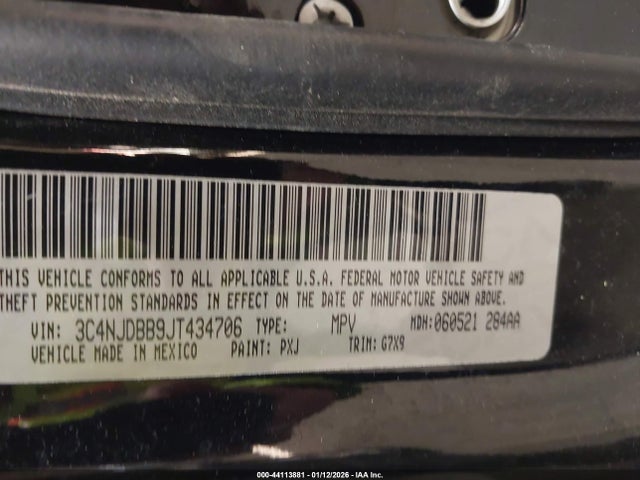 THIS VEHICLE CONFORMS TO ALL APPLICABLE U.S.A. FEDERAL MOTOR VEHICLE SAFETY AND
THEFT PREVENTION STANDARDS IN EFFECT ON THE DATE OF MANUFACTURE SHOWN ABOVE.
VIN: 3C4NJDBB9JT434706 TYPE: MPV MDH:060521 284AA
VEHICLE MADE IN MEXICO PAINT: PXJ TRIM: G7X9
000-44113881 - 01/12/2026 - IAA Inc.